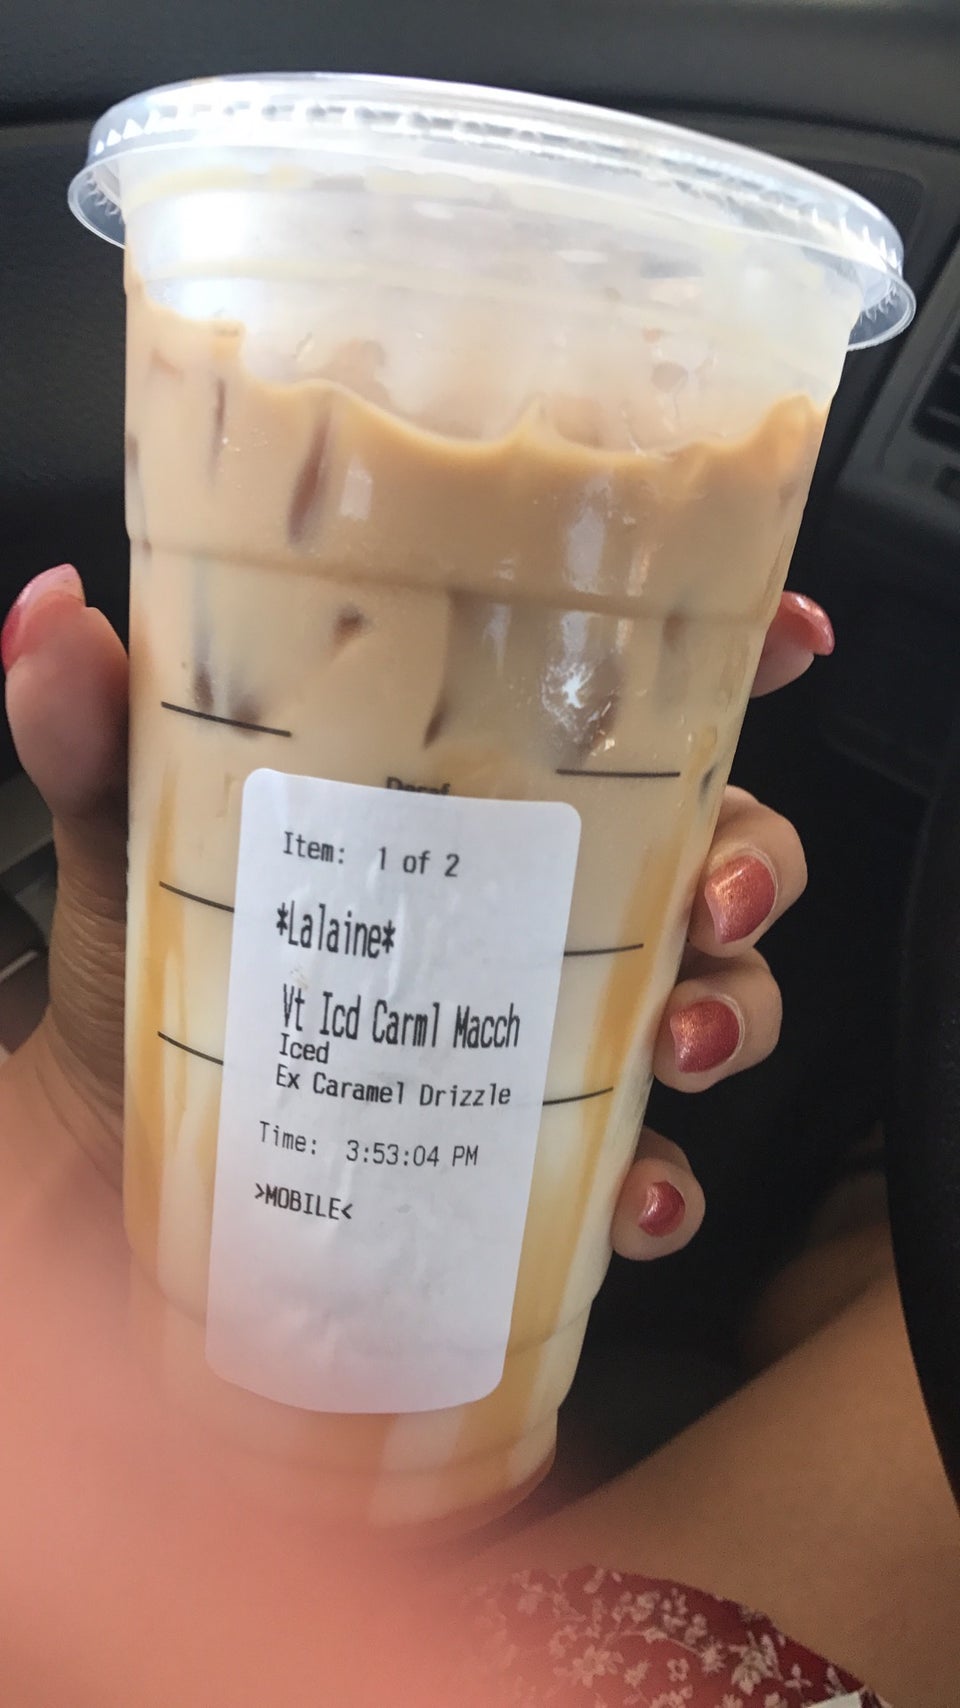 Decaf
Item: 1 of 2
*Lalaine*
Vt Icd Carml Macch
Iced
Ex Caramel Drizzle
Time: 3:53:04 PM
>MOBILE<